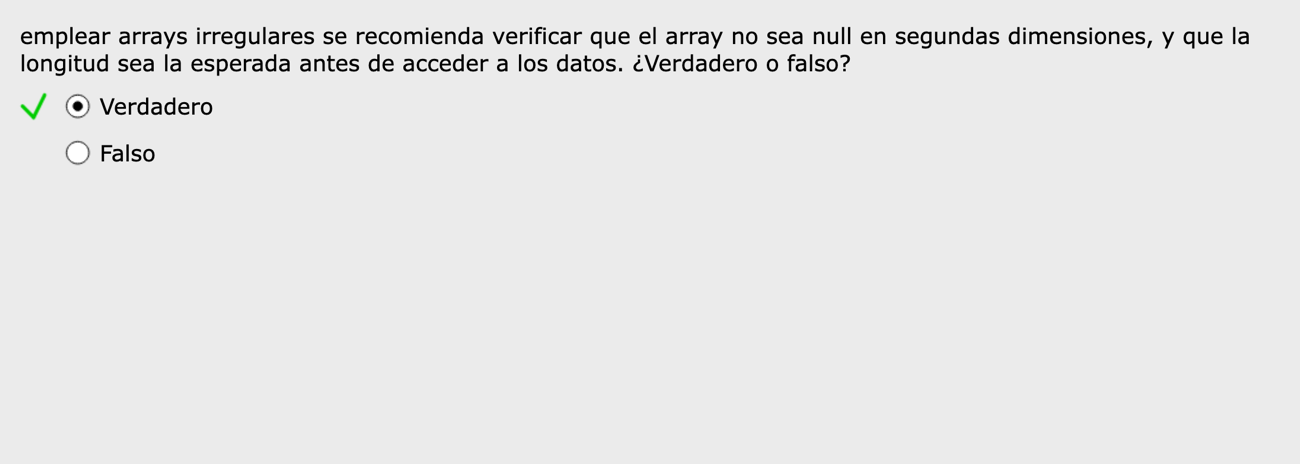 emplear arrays irregulares se recomienda verificar que el array no sea null en segundas dimensiones, y que la
longitud sea la esperada antes de acceder a los datos. ¿Verdadero o falso?
Verdadero
Falso